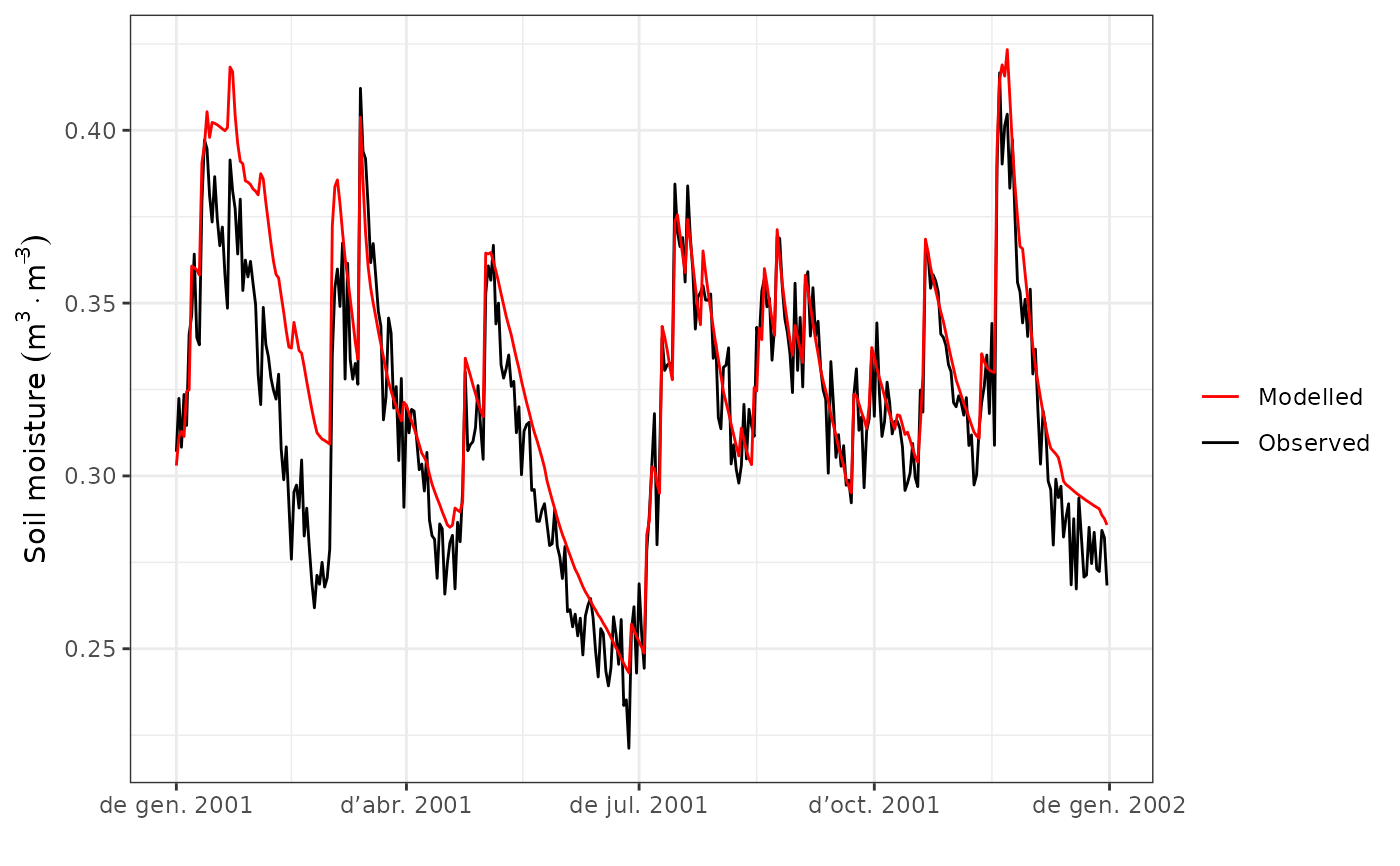 Soil moisture (m³ · m⁻³)
0.40
0.35
0.30
0.25
de gen. 2001 d’abr. 2001 de jul. 2001 d’oct. 2001 de gen. 2002
Modelled
Observed